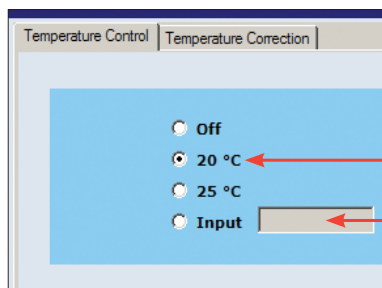 Temperature Control Temperature Correction
Off
20 °C
25 °C
Input